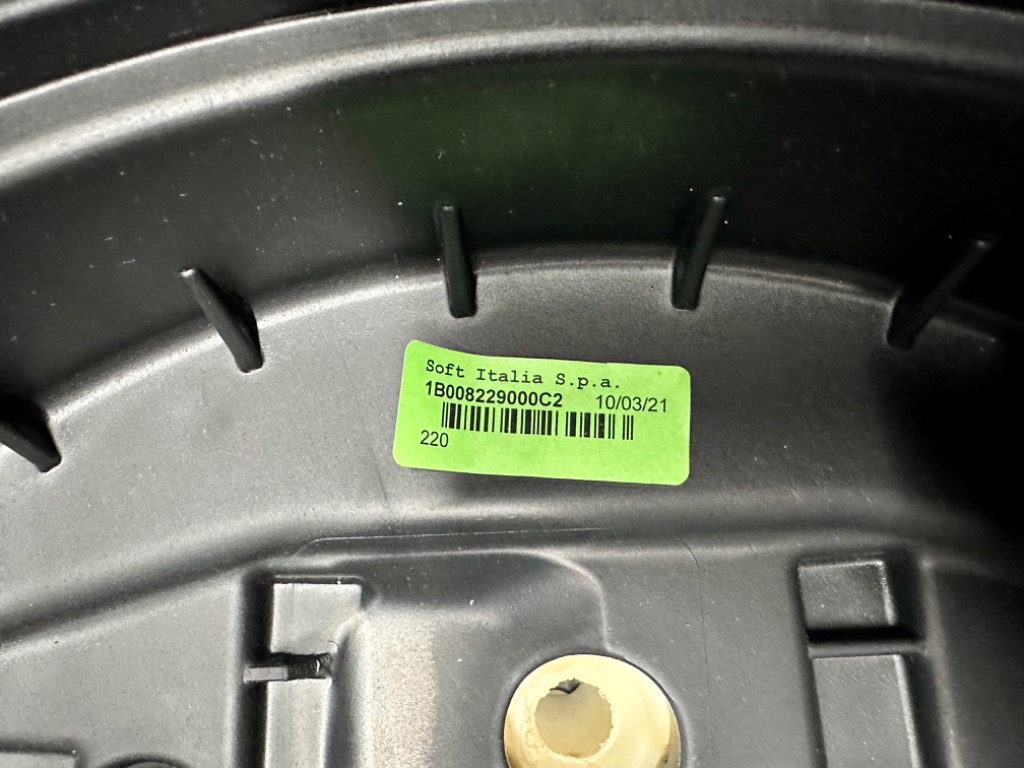 Soft Italia S.p.a.
1B008229000C2 10/03/21
220